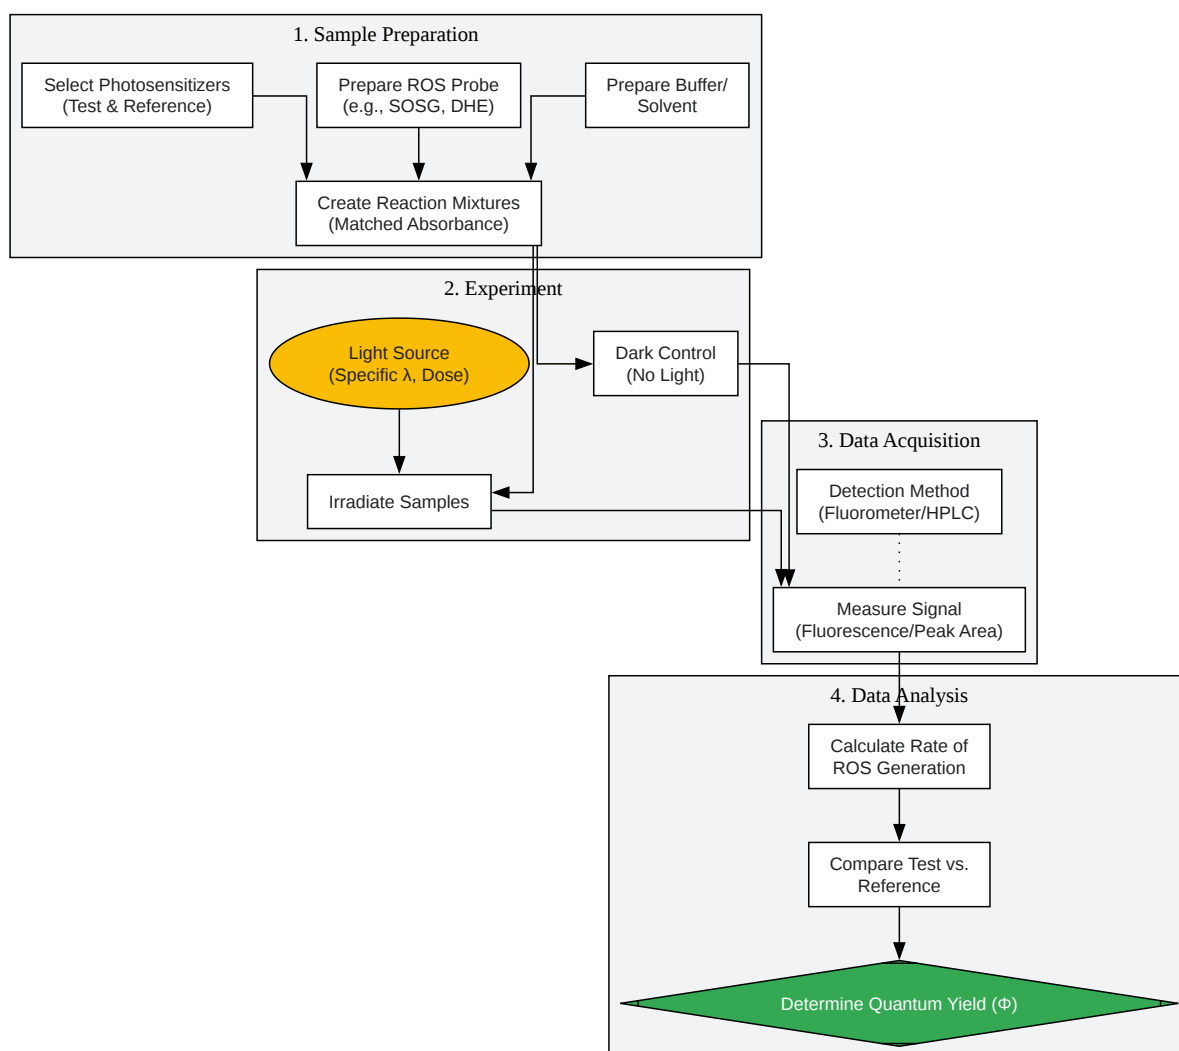 1. Sample Preparation
Select Photosensitizers
(Test & Reference)
Prepare ROS Probe
(e.g., SOSG, DHE)
Prepare Buffer/
Solvent
Create Reaction Mixtures
(Matched Absorbance)
2. Experiment
Light Source
(Specific λ, Dose)
Dark Control
(No Light)
Irradiate Samples
3. Data Acquisition
Detection Method
(Fluorometer/HPLC)
Measure Signal
(Fluorescence/Peak Area)
4. Data Analysis
Calculate Rate of
ROS Generation
Compare Test vs.
Reference
Determine Quantum Yield (Φ)